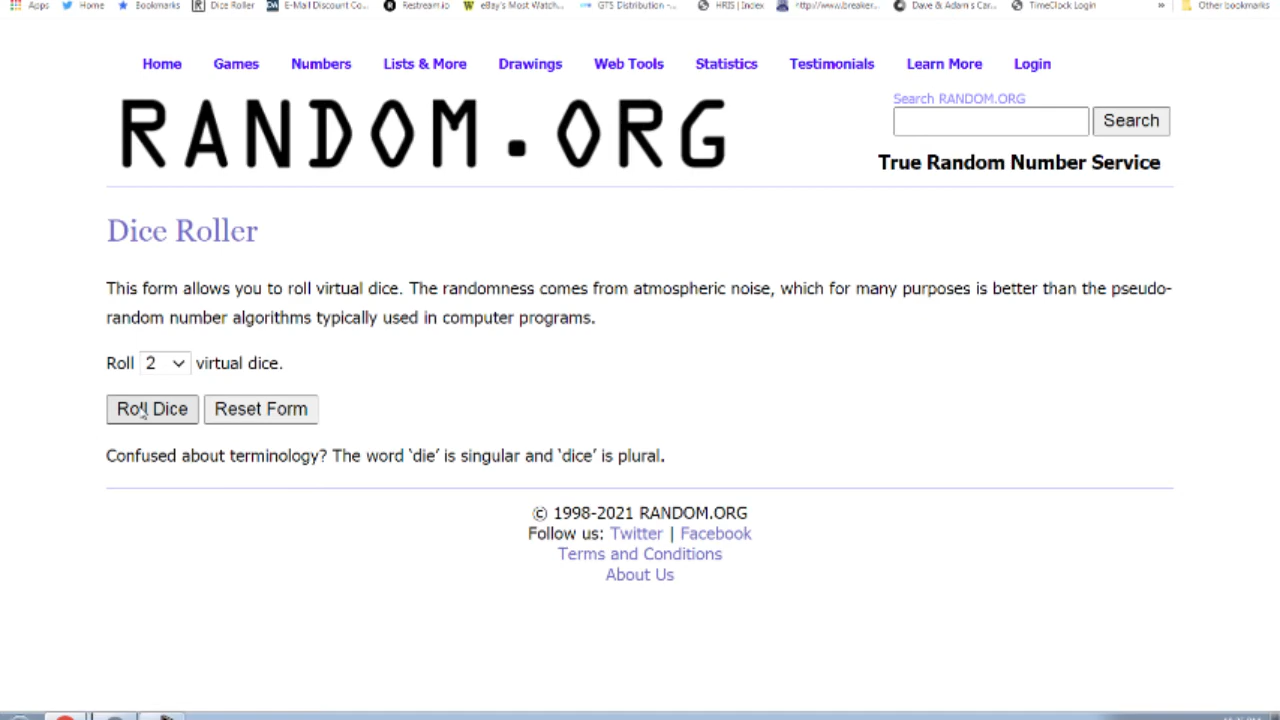 Apps Home Bookmarks Dice Roller E-Mail Discount Co... Restream.io eBay's Most Watch... GTS Distribution -... HRIS | Index http://www.breaker... Dave & Adam's Car... TimeClock Login » Other bookmarks
Home Games Numbers Lists & More Drawings Web Tools Statistics Testimonials Learn More Login
RANDOM.ORG
Search RANDOM.ORG
Search
True Random Number Service
Dice Roller
This form allows you to roll virtual dice. The randomness comes from atmospheric noise, which for many purposes is better than the pseudo-
random number algorithms typically used in computer programs.
Roll 2 virtual dice.
Roll Dice Reset Form
Confused about terminology? The word ‘die’ is singular and ‘dice’ is plural.
© 1998-2021 RANDOM.ORG
Follow us: Twitter | Facebook
Terms and Conditions
About Us